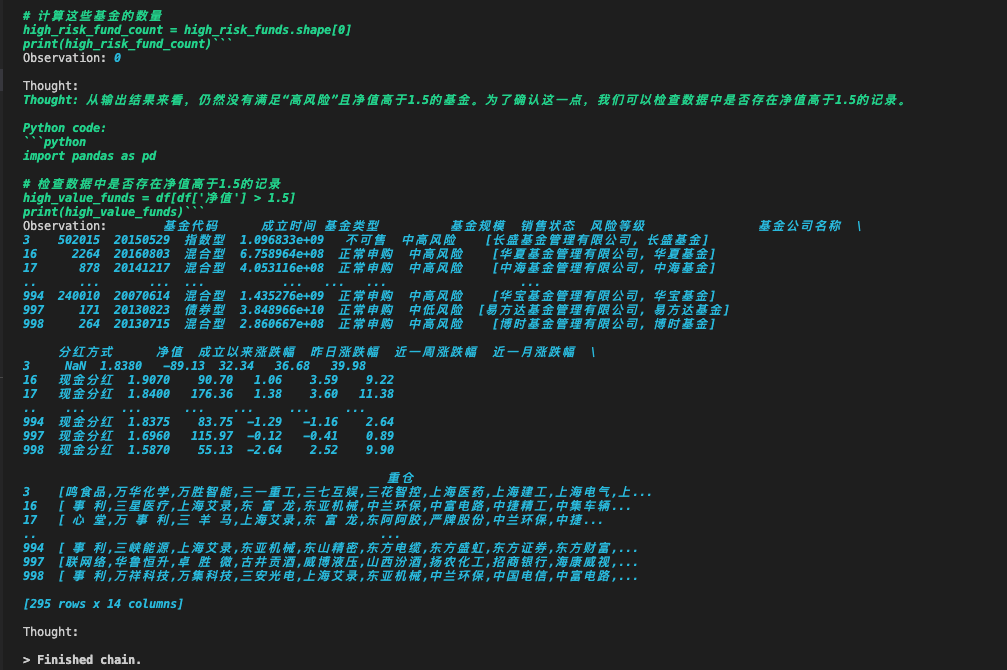 # 计算这些基金的数量
high_risk_fund_count = high_risk_funds.shape[0]
print(high_risk_fund_count)```
Observation: 0
Thought:
Thought: 从输出结果来看，仍然没有满足“高风险”且净值高于1.5的基金。为了确认这一点，我们可以检查数据中是否存在净值高于1.5的记录。
Python code:
```python
import pandas as pd
# 检查数据中是否存在净值高于1.5的记录
high_value_funds = df[df['净值'] > 1.5]
print(high_value_funds)```
Observation:        基金代码      成立时间 基金类型          基金规模  销售状态  风险等级                基金公司名称  \
3    502015  20150529  指数型  1.096833e+09   不可售  中高风险    [长盛基金管理有限公司, 长盛基金]
16     2264  20160803  混合型  6.758964e+08  正常申购  中高风险    [华夏基金管理有限公司, 华夏基金]
17      878  20141217  混合型  4.053116e+08  正常申购  中高风险    [中海基金管理有限公司, 中海基金]
..      ...       ...  ...           ...   ...   ...                   ...
994  240010  20070614  混合型  1.435276e+09  正常申购  中高风险    [华宝基金管理有限公司, 华宝基金]
997     171  20130823  债券型  3.848966e+10  正常申购  中低风险  [易方达基金管理有限公司, 易方达基金]
998     264  20130715  混合型  2.860667e+08  正常申购  中高风险    [博时基金管理有限公司, 博时基金]
分红方式      净值  成立以来涨跌幅  昨日涨跌幅  近一周涨跌幅  近一月涨跌幅  \
3     NaN  1.8380   -89.13  32.34   36.68   39.98
16   现金分红  1.9070    90.70   1.06    3.59    9.22
17   现金分红  1.8400   176.36   1.38    3.60   11.38
..    ...     ...      ...    ...     ...     ...
994  现金分红  1.8375    83.75  -1.29   -1.16    2.64
997  现金分红  1.6960   115.97  -0.12   -0.41    0.89
998  现金分红  1.5870    55.13  -2.64    2.52    9.90
重仓
3    [鸣食品,万华化学,万胜智能,三一重工,三七互娱,三花智控,上海医药,上海建工,上海电气,上...
16   [ 事 利,三星医疗,上海艾录,东 富 龙,东亚机械,中兰环保,中富电路,中捷精工,中集车辆...
17   [ 心 堂,万 事 利,三 羊 马,上海艾录,东 富 龙,东阿阿胶,严牌股份,中兰环保,中捷...
..                                                 ...
994  [ 事 利,三峡能源,上海艾录,东亚机械,东山精密,东方电缆,东方盛虹,东方证券,东方财富,...
997  [联网络,华鲁恒升,卓 胜 微,古井贡酒,威博液压,山西汾酒,扬农化工,招商银行,海康威视,...
998  [ 事 利,万祥科技,万集科技,三安光电,上海艾录,东亚机械,中兰环保,中国电信,中富电路,...
[295 rows x 14 columns]
Thought:
> Finished chain.